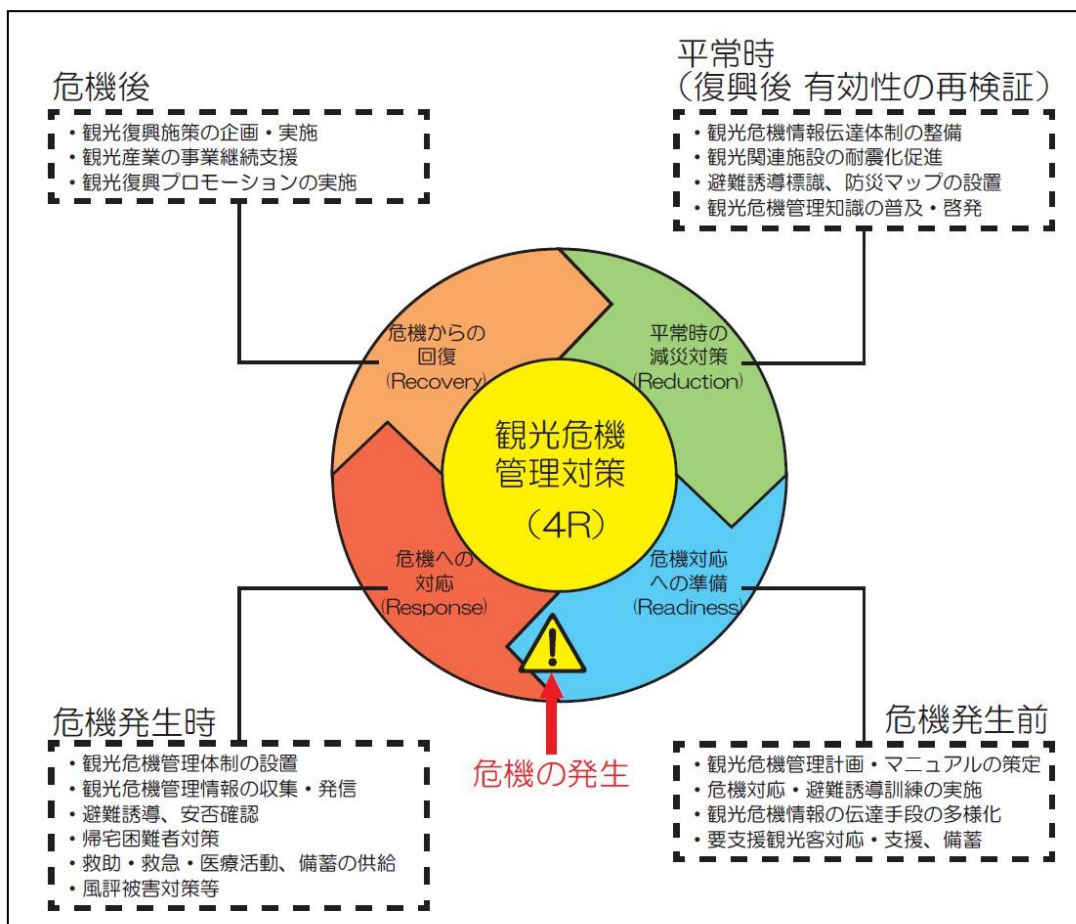 危機後
・観光復興施策の企画・実施
・観光産業の事業継続支援
・観光復興プロモーションの実施
平常時
（復興後 有効性の再検証）
・観光危機情報伝達体制の整備
・観光関連施設の耐震化促進
・避難誘導標識、防災マップの設置
・観光危機管理知識の普及・啓発
危機からの
回復
(Recovery)
平常時の
減災対策
(Reduction)
観光危機
管理対策
（4R）
危機への
対応
(Response)
危機対応
への準備
(Readiness)
危機の発生
危機発生時
・観光危機管理体制の設置
・観光危機管理情報の収集・発信
・避難誘導、安否確認
・帰宅困難者対策
・救助・救急・医療活動、備蓄の供給
・風評被害対策等
危機発生前
・観光危機管理計画・マニュアルの策定
・危機対応・避難誘導訓練の実施
・観光危機情報の伝達手段の多様化
・要支援観光客対応・支援、備蓄